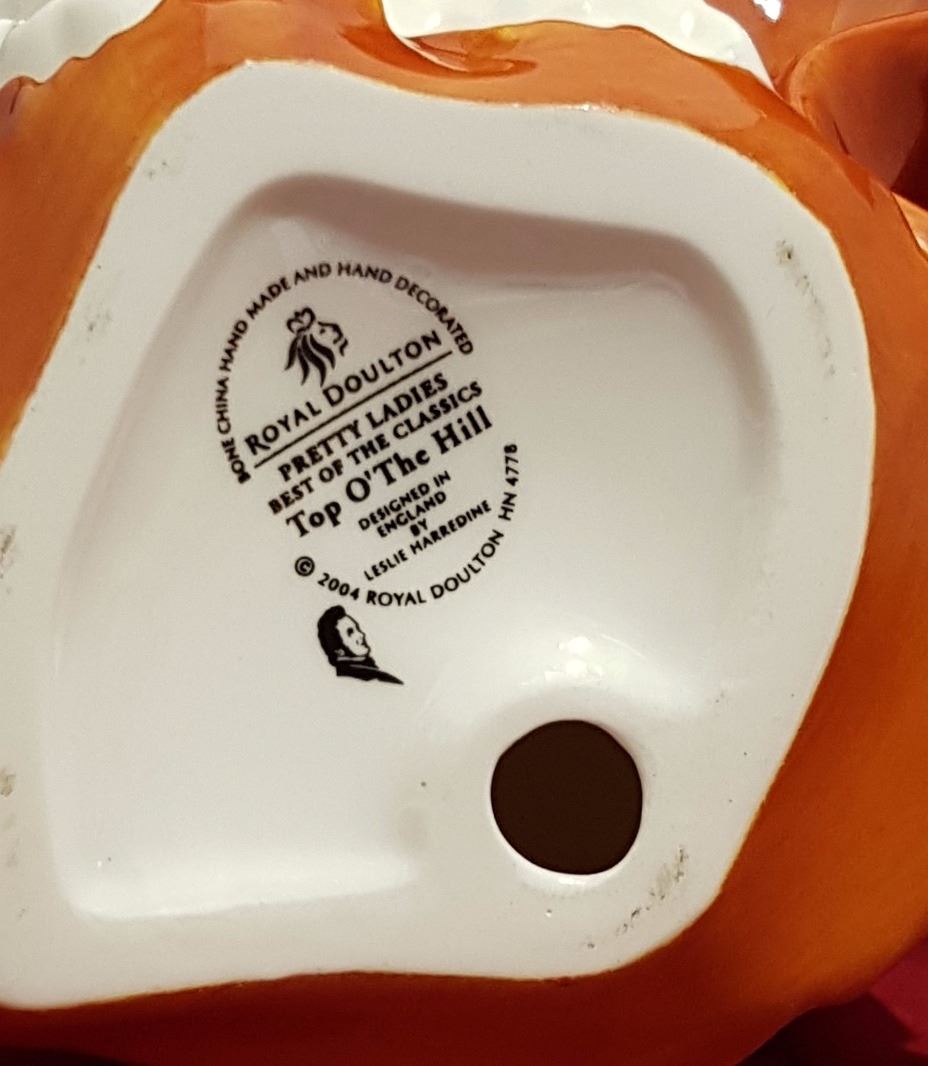 BONE CHINA HAND MADE AND HAND DECORATED
ROYAL DOULTON
PRETTY LADIES
BEST OF THE CLASSICS
Top O'The Hill
DESIGNED IN
ENGLAND
BY
LESLIE HARREDINE
© 2004 ROYAL DOULTON HN 4778